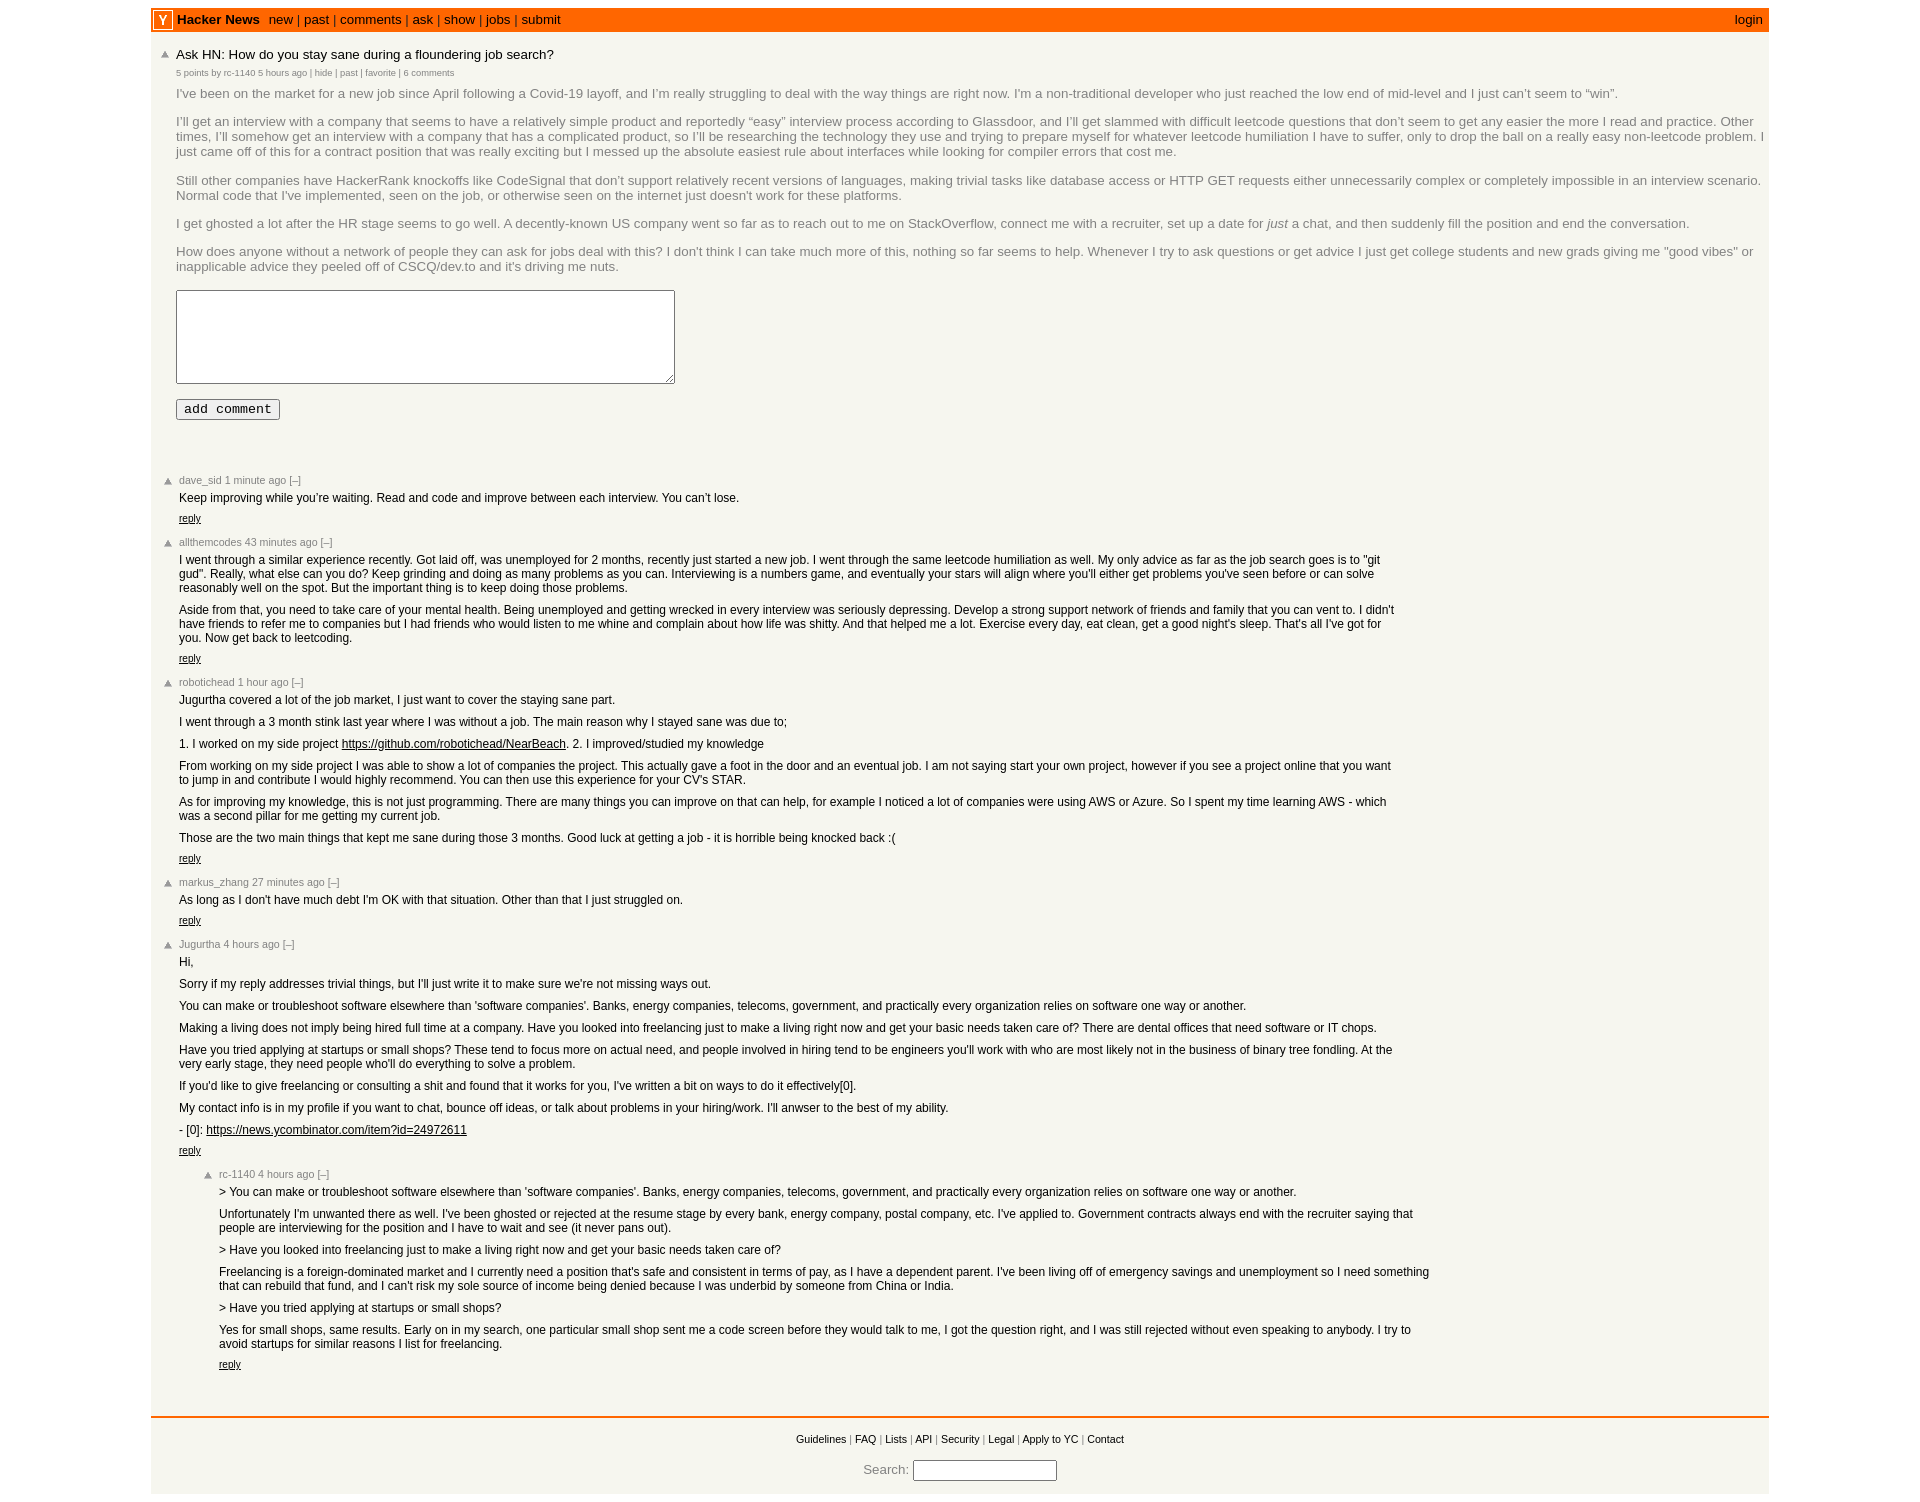 Y Hacker News new | past | comments | ask | show | jobs | submit login
Ask HN: How do you stay sane during a floundering job search?
5 points by rc-1140 5 hours ago | hide | past | favorite | 6 comments
I've been on the market for a new job since April following a Covid-19 layoff, and I’m really struggling to deal with the way things are right now. I'm a non-traditional developer who just reached the low end of mid-level and I just can’t seem to “win”.
I’ll get an interview with a company that seems to have a relatively simple product and reportedly “easy” interview process according to Glassdoor, and I’ll get slammed with difficult leetcode questions that don’t seem to get any easier the more I read and practice. Other
times, I’ll somehow get an interview with a company that has a complicated product, so I’ll be researching the technology they use and trying to prepare myself for whatever leetcode humiliation I have to suffer, only to drop the ball on a really easy non-leetcode problem. I
just came off of this for a contract position that was really exciting but I messed up the absolute easiest rule about interfaces while looking for compiler errors that cost me.
Still other companies have HackerRank knockoffs like CodeSignal that don’t support relatively recent versions of languages, making trivial tasks like database access or HTTP GET requests either unnecessarily complex or completely impossible in an interview scenario.
Normal code that I've implemented, seen on the job, or otherwise seen on the internet just doesn't work for these platforms.
I get ghosted a lot after the HR stage seems to go well. A decently-known US company went so far as to reach out to me on StackOverflow, connect me with a recruiter, set up a date for just a chat, and then suddenly fill the position and end the conversation.
How does anyone without a network of people they can ask for jobs deal with this? I don't think I can take much more of this, nothing so far seems to help. Whenever I try to ask questions or get advice I just get college students and new grads giving me "good vibes" or
inapplicable advice they peeled off of CSCQ/dev.to and it's driving me nuts.
add comment
dave_sid 1 minute ago [–]
Keep improving while you’re waiting. Read and code and improve between each interview. You can’t lose.
reply
allthemcodes 43 minutes ago [–]
I went through a similar experience recently. Got laid off, was unemployed for 2 months, recently just started a new job. I went through the same leetcode humiliation as well. My only advice as far as the job search goes is to "git
gud". Really, what else can you do? Keep grinding and doing as many problems as you can. Interviewing is a numbers game, and eventually your stars will align where you'll either get problems you've seen before or can solve
reasonably well on the spot. But the important thing is to keep doing those problems.
Aside from that, you need to take care of your mental health. Being unemployed and getting wrecked in every interview was seriously depressing. Develop a strong support network of friends and family that you can vent to. I didn't
have friends to refer me to companies but I had friends who would listen to me whine and complain about how life was shitty. And that helped me a lot. Exercise every day, eat clean, get a good night's sleep. That's all I've got for
you. Now get back to leetcoding.
reply
robotichead 1 hour ago [–]
Jugurtha covered a lot of the job market, I just want to cover the staying sane part.
I went through a 3 month stink last year where I was without a job. The main reason why I stayed sane was due to;
1. I worked on my side project https://github.com/robotichead/NearBeach. 2. I improved/studied my knowledge
From working on my side project I was able to show a lot of companies the project. This actually gave a foot in the door and an eventual job. I am not saying start your own project, however if you see a project online that you want
to jump in and contribute I would highly recommend. You can then use this experience for your CV's STAR.
As for improving my knowledge, this is not just programming. There are many things you can improve on that can help, for example I noticed a lot of companies were using AWS or Azure. So I spent my time learning AWS - which
was a second pillar for me getting my current job.
Those are the two main things that kept me sane during those 3 months. Good luck at getting a job - it is horrible being knocked back :(
reply
markus_zhang 27 minutes ago [–]
As long as I don't have much debt I'm OK with that situation. Other than that I just struggled on.
reply
Jugurtha 4 hours ago [–]
Hi,
Sorry if my reply addresses trivial things, but I'll just write it to make sure we're not missing ways out.
You can make or troubleshoot software elsewhere than 'software companies'. Banks, energy companies, telecoms, government, and practically every organization relies on software one way or another.
Making a living does not imply being hired full time at a company. Have you looked into freelancing just to make a living right now and get your basic needs taken care of? There are dental offices that need software or IT chops.
Have you tried applying at startups or small shops? These tend to focus more on actual need, and people involved in hiring tend to be engineers you'll work with who are most likely not in the business of binary tree fondling. At the
very early stage, they need people who'll do everything to solve a problem.
If you'd like to give freelancing or consulting a shit and found that it works for you, I've written a bit on ways to do it effectively[0].
My contact info is in my profile if you want to chat, bounce off ideas, or talk about problems in your hiring/work. I'll anwser to the best of my ability.
- [0]: https://news.ycombinator.com/item?id=24972611
reply
rc-1140 4 hours ago [–]
> You can make or troubleshoot software elsewhere than 'software companies'. Banks, energy companies, telecoms, government, and practically every organization relies on software one way or another.
Unfortunately I'm unwanted there as well. I've been ghosted or rejected at the resume stage by every bank, energy company, postal company, etc. I've applied to. Government contracts always end with the recruiter saying that
people are interviewing for the position and I have to wait and see (it never pans out).
> Have you looked into freelancing just to make a living right now and get your basic needs taken care of?
Freelancing is a foreign-dominated market and I currently need a position that's safe and consistent in terms of pay, as I have a dependent parent. I've been living off of emergency savings and unemployment so I need something
that can rebuild that fund, and I can't risk my sole source of income being denied because I was underbid by someone from China or India.
> Have you tried applying at startups or small shops?
Yes for small shops, same results. Early on in my search, one particular small shop sent me a code screen before they would talk to me, I got the question right, and I was still rejected without even speaking to anybody. I try to
avoid startups for similar reasons I list for freelancing.
reply
Guidelines | FAQ | Lists | API | Security | Legal | Apply to YC | Contact
Search: